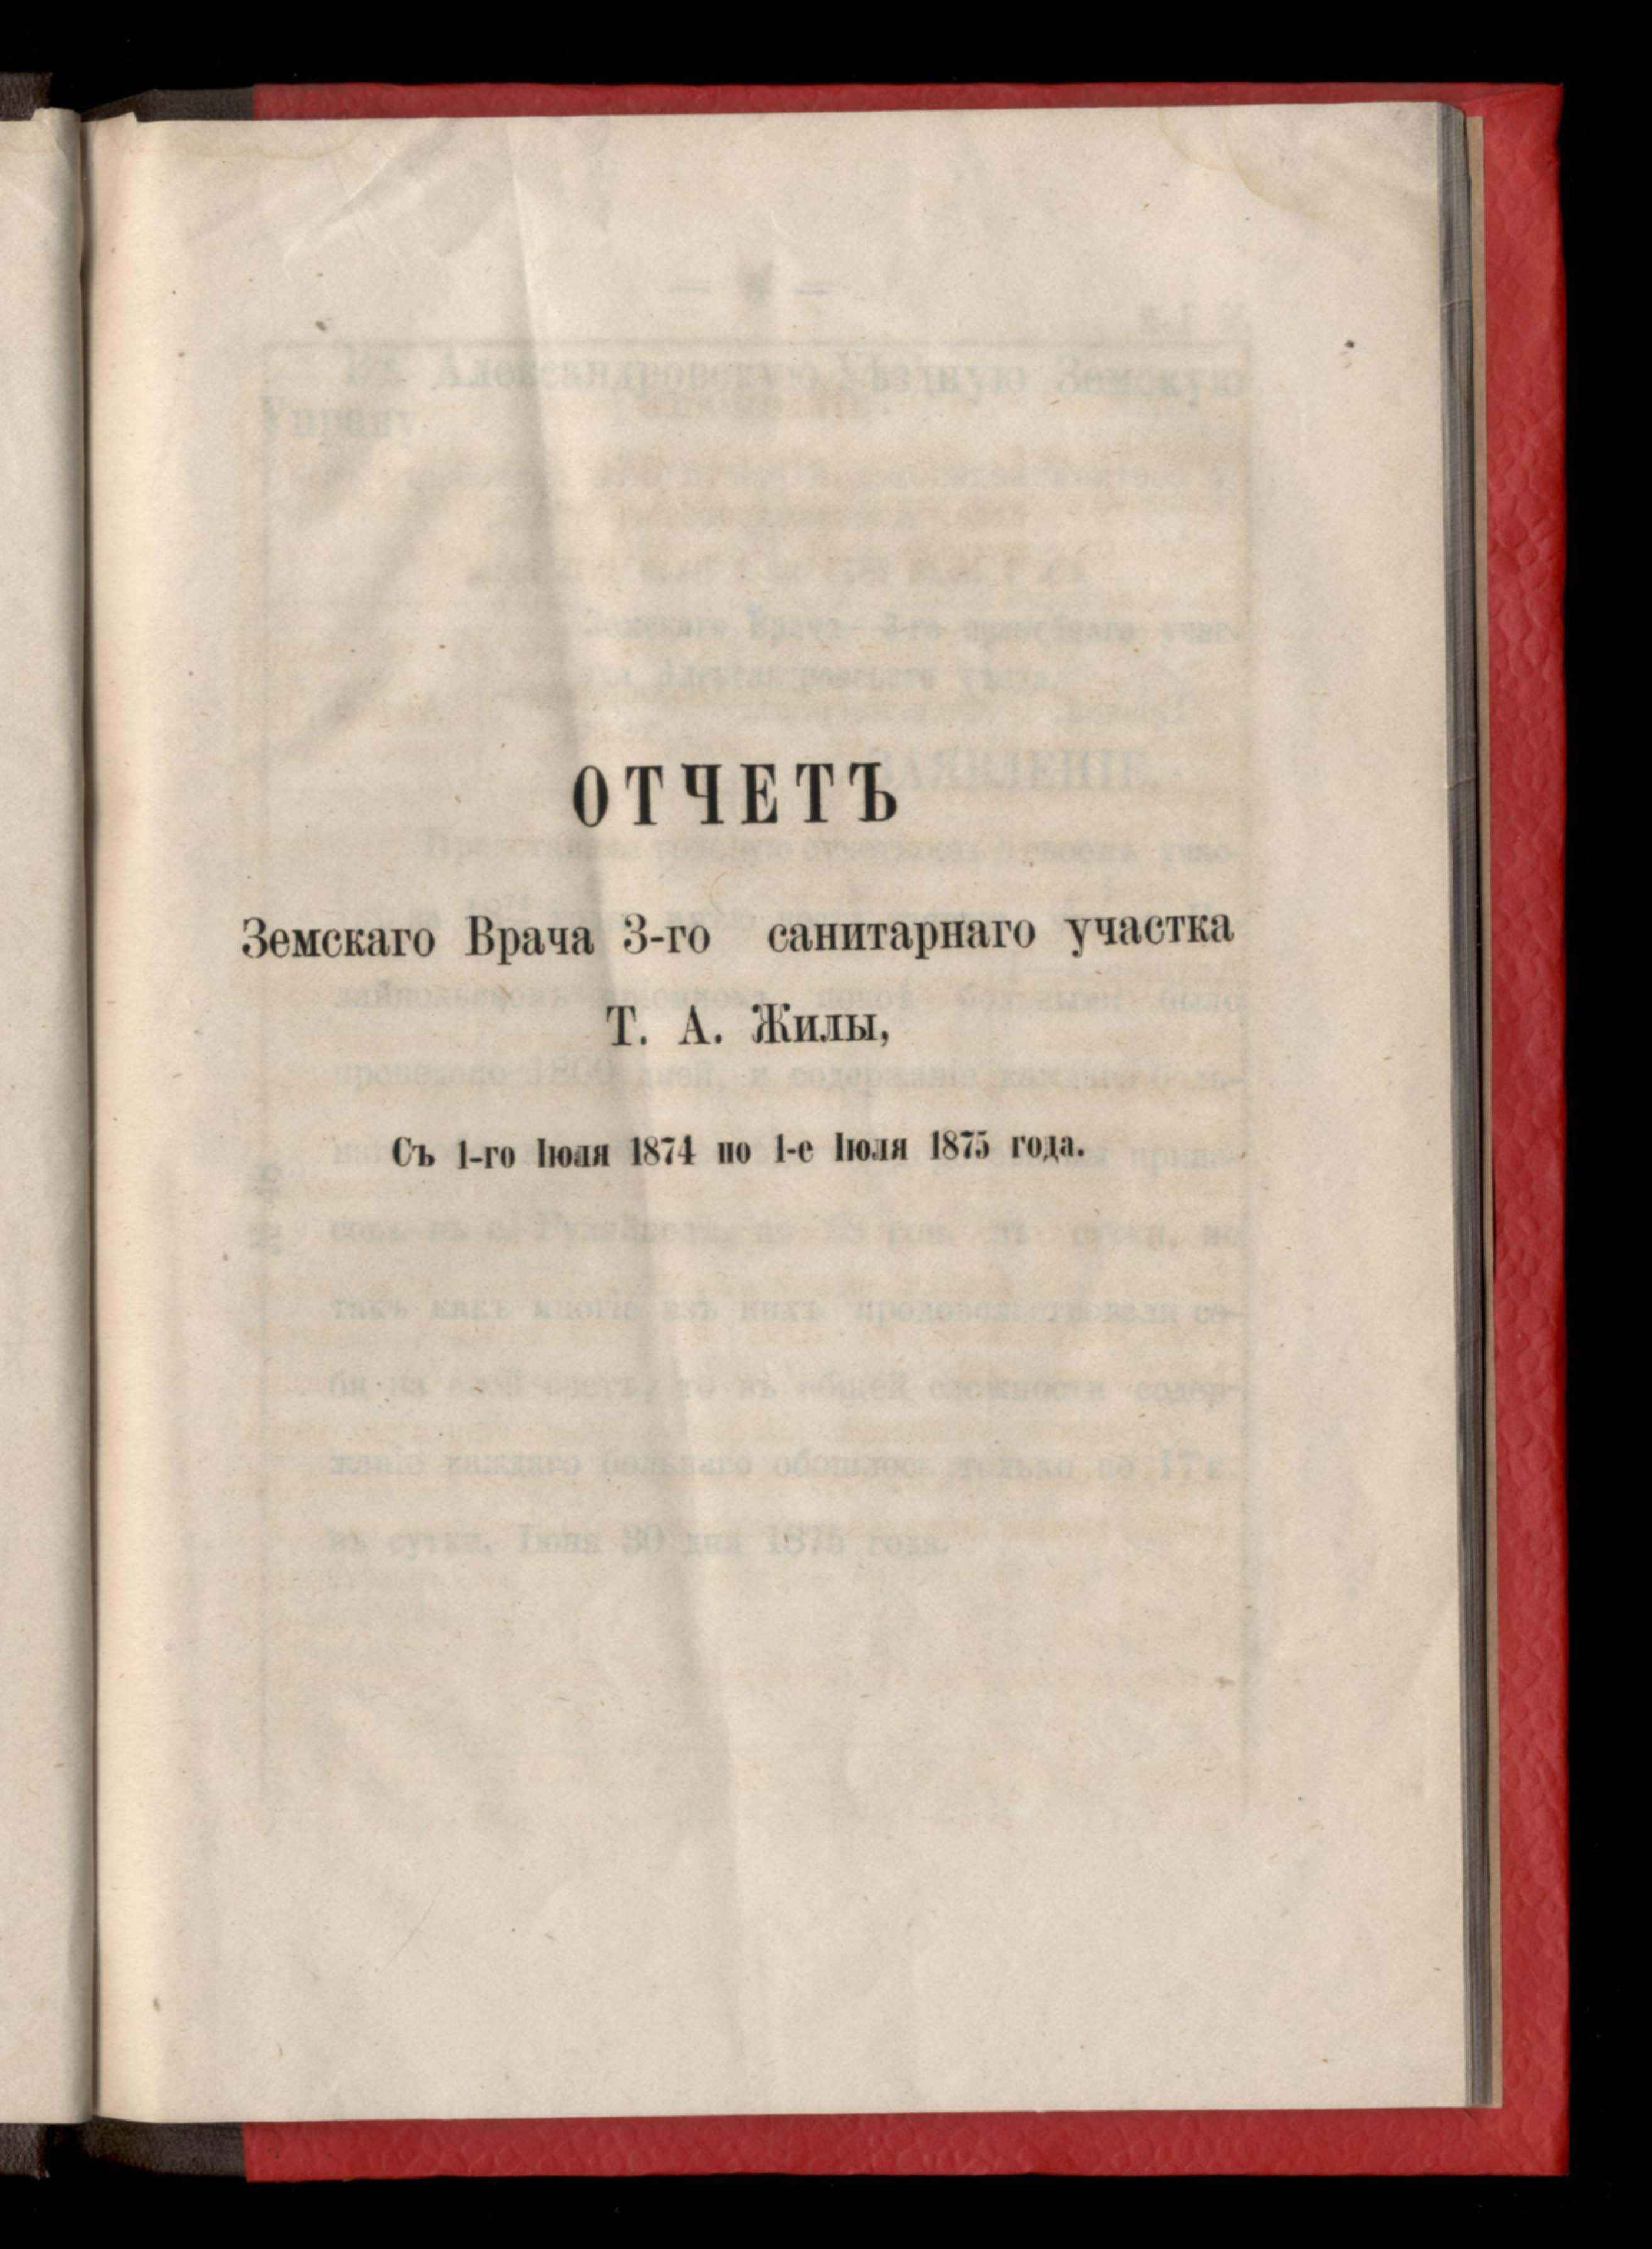 ОТЧЕТЪ
Земскаго Врача 3-го санитарнаго участка
Т. А. Жилы,
Съ 1-го Іюля 1874 по 1-е Іюля 1875 года.